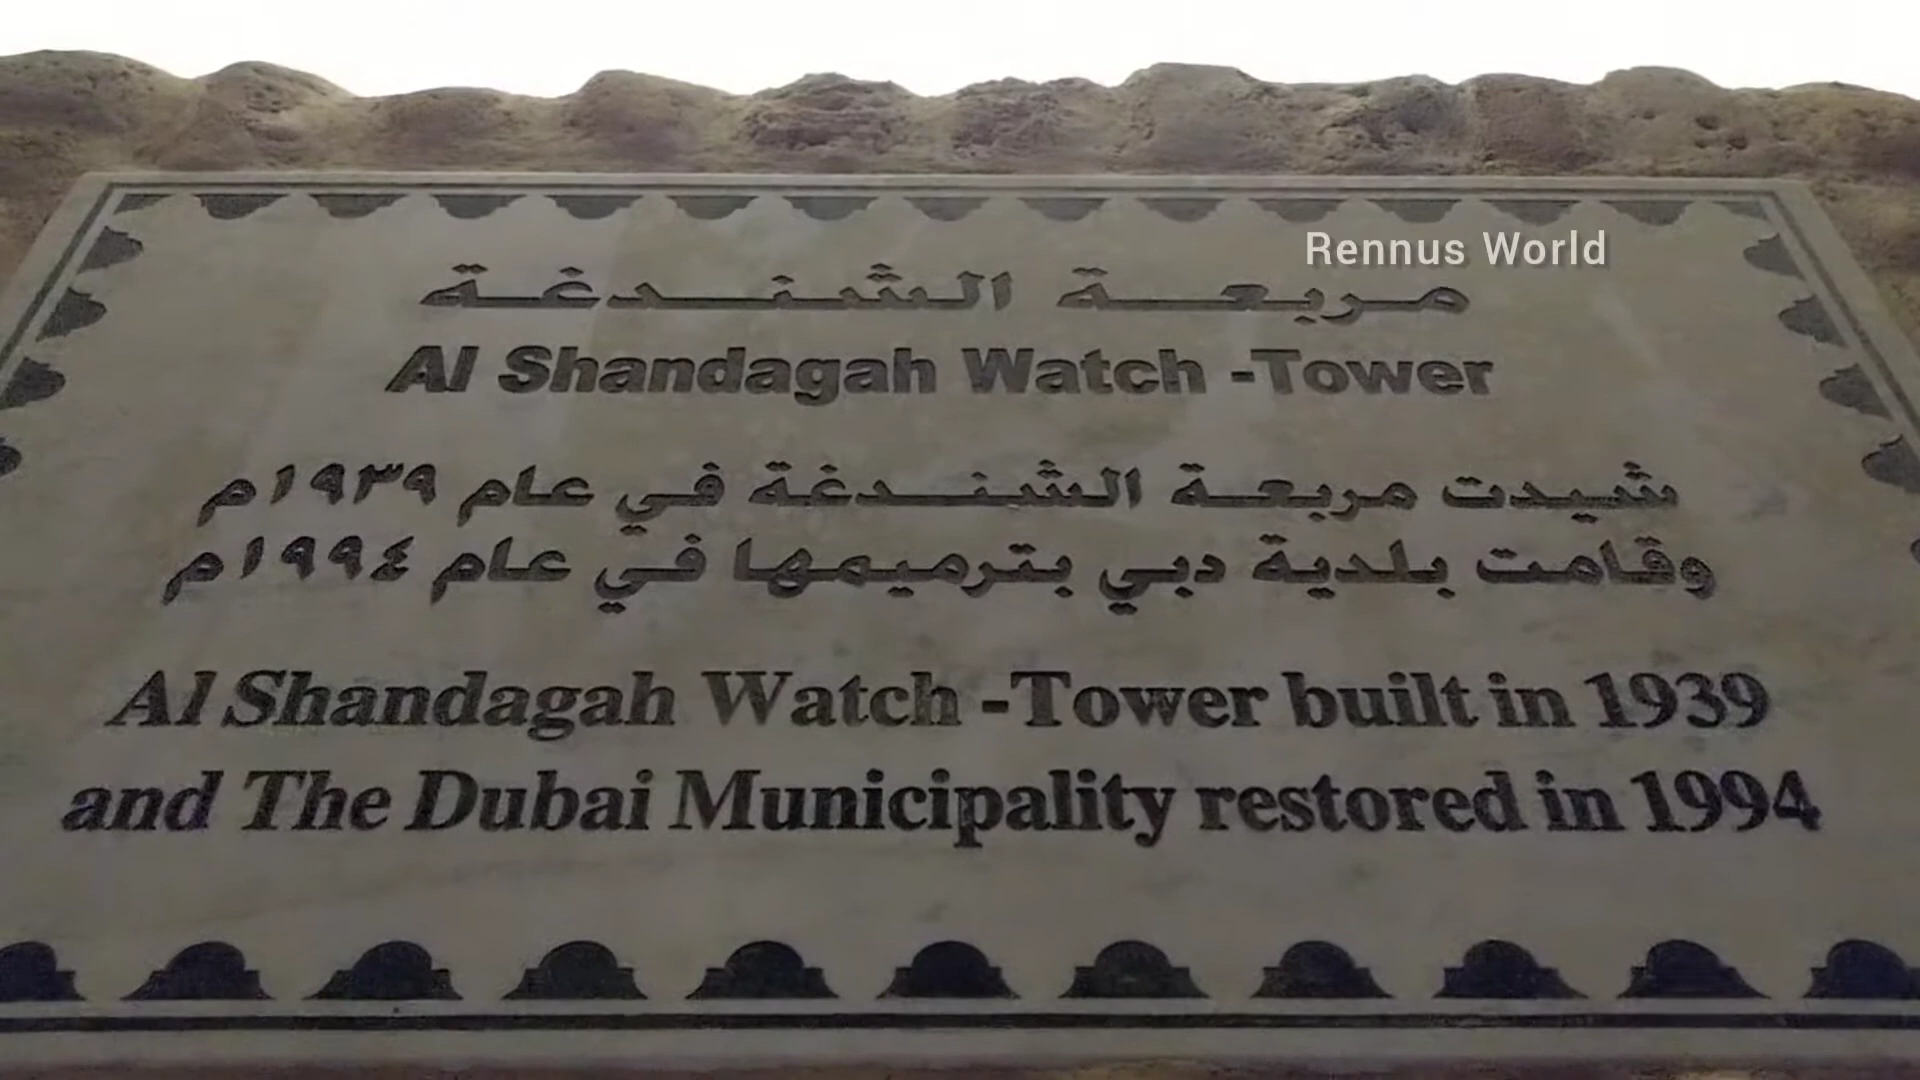 Rennus World
مربعة الشندغة
Al Shandagah Watch -Tower
شيدت مربعة الشندغة في عام ١٩٣٩م
وقامت بلدية دبي بترميمها في عام ١٩٩٤م
Al Shandagah Watch -Tower built in 1939
and The Dubai Municipality restored in 1994